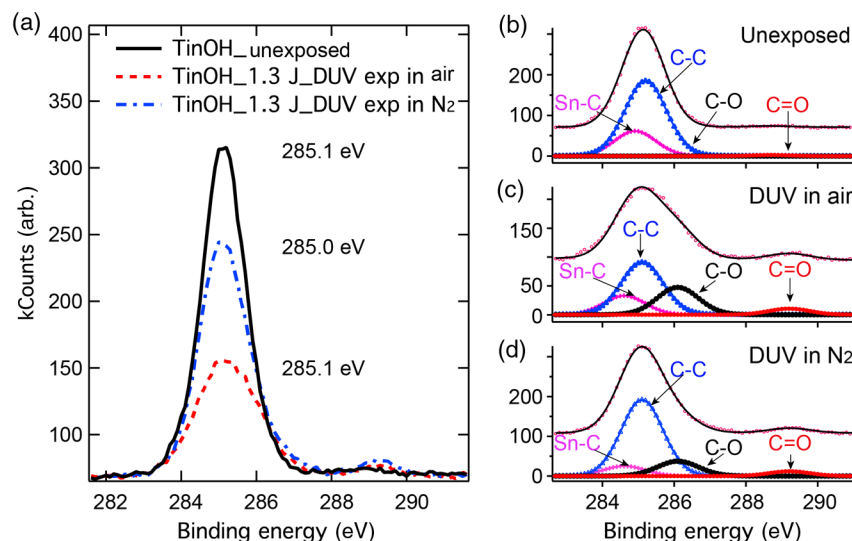 (a)
TinOH_unexposed
TinOH_1.3 J_DUV exp in air
TinOH_1.3 J_DUV exp in N2
400
350
300
250
200
150
100
kCounts (arb.)
285.1 eV
285.0 eV
285.1 eV
282
284
286
288
290
Binding energy (eV)
(b)
Unexposed
300
200
100
0
C-C
Sn-C
C-O
C=O
(c)
DUV in air
150
50
0
C-C
Sn-C
C-O
C=O
(d)
DUV in N2
300
200
100
0
C-C
Sn-C
C-O
C=O
284
286
288
290
Binding energy (eV)